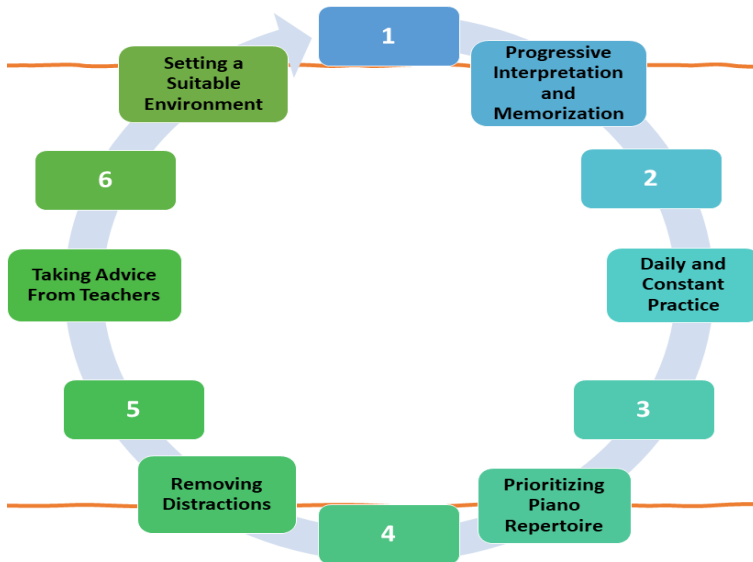 1
Progressive
Interpretation
and
Memorization
2
Daily and
Constant
Practice
3
Prioritizing
Piano
Repertoire
4
Removing
Distractions
5
Taking Advice
From Teachers
6
Setting a
Suitable
Environment